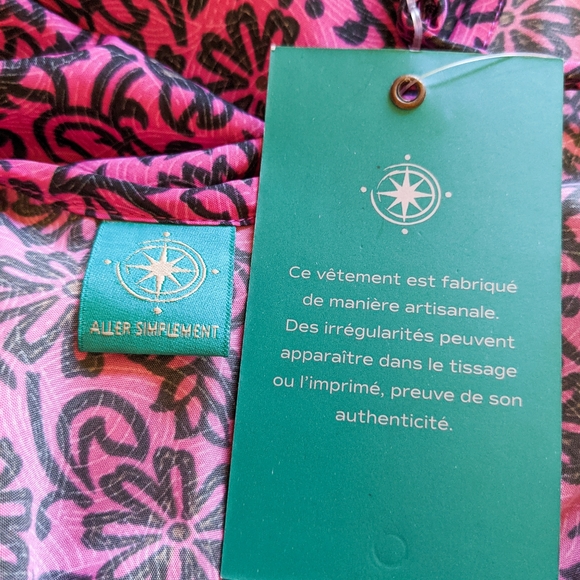 ALLER SIMPLEMENT
Ce vêtement est fabriqué
de manière artisanale.
Des irrégularités peuvent
apparaître dans le tissage
ou l'imprimé, preuve de son
authenticité.